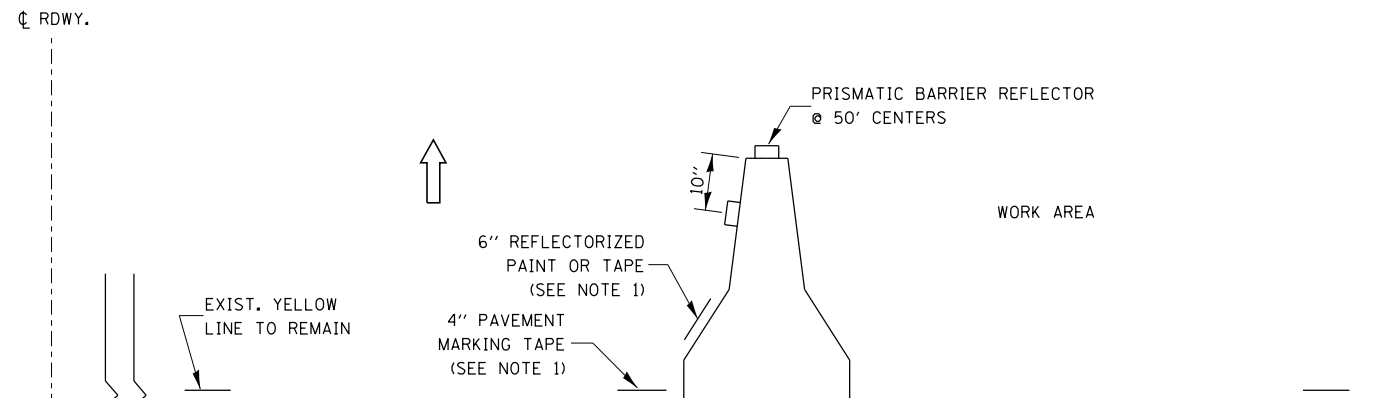 ℄ RDWY.
PRISMATIC BARRIER REFLECTOR
@ 50' CENTERS
10''
WORK AREA
6'' REFLECTORIZED
PAINT OR TAPE
(SEE NOTE 1)
EXIST. YELLOW
LINE TO REMAIN
4'' PAVEMENT
MARKING TAPE
(SEE NOTE 1)